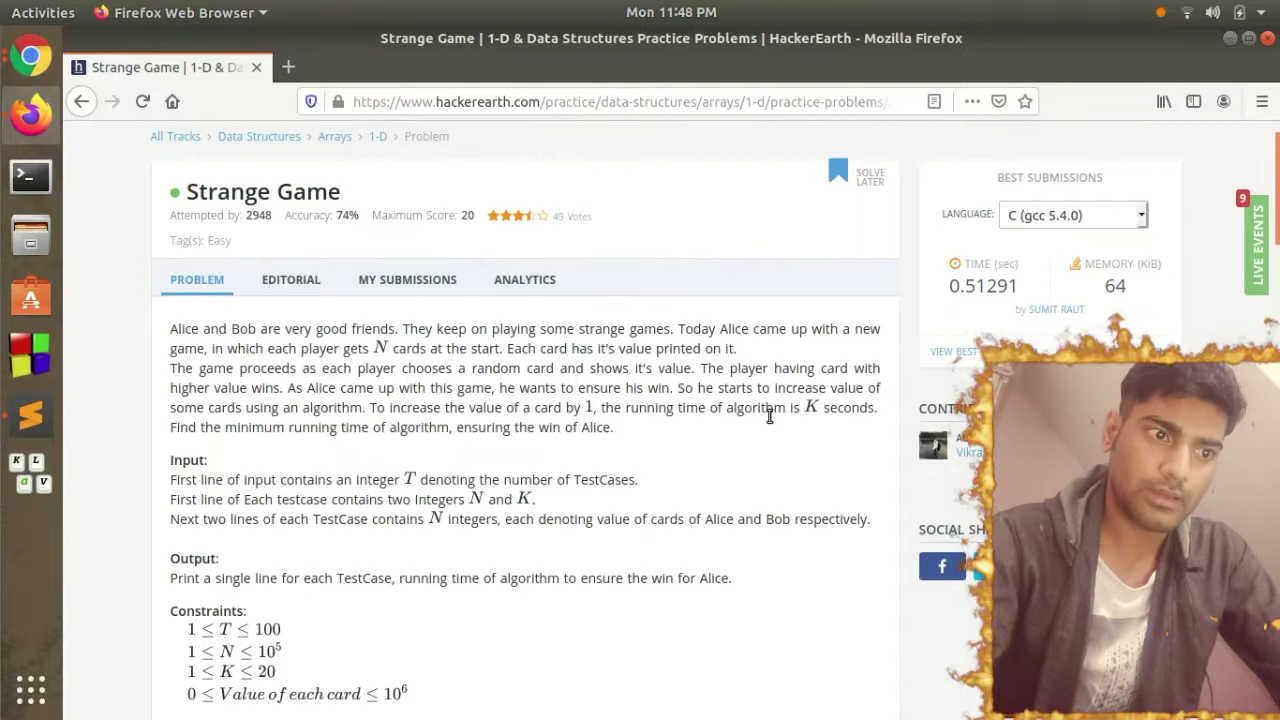 Activities Firefox Web Browser Mon 11:48 PM
Strange Game | 1-D & Data Structures Practice Problems | HackerEarth - Mozilla Firefox
Strange Game | 1-D & Da
https://www.hackerearth.com/practice/data-structures/arrays/1-d/practice-problems/
All Tracks > Data Structures > Arrays > 1-D > Problem
Strange Game
SOLVE
LATER
Attempted by: 2948 Accuracy: 74% Maximum Score: 20 49 Votes
Tag(s): Easy
PROBLEM EDITORIAL MY SUBMISSIONS ANALYTICS
Alice and Bob are very good friends. They keep on playing some strange games. Today Alice came up with a new
game, in which each player gets N cards at the start. Each card has it's value printed on it.
The game proceeds as each player chooses a random card and shows it's value. The player having card with
higher value wins. As Alice came up with this game, he wants to ensure his win. So he starts to increase value of
some cards using an algorithm. To increase the value of a card by 1, the running time of algorithm is K seconds.
Find the minimum running time of algorithm, ensuring the win of Alice.
Input:
First line of input contains an integer T denoting the number of TestCases.
First line of Each testcase contains two Integers N and K.
Next two lines of each TestCase contains N integers, each denoting value of cards of Alice and Bob respectively.
Output:
Print a single line for each TestCase, running time of algorithm to ensure the win for Alice.
Constraints:
1 ≤ T ≤ 100
1 ≤ N ≤ 10⁵
1 ≤ K ≤ 20
0 ≤ Value of each card ≤ 10⁶
BEST SUBMISSIONS
LANGUAGE: C (gcc 5.4.0)
TIME (sec) MEMORY (KiB)
0.51291 64
by SUMIT RAUT
VIEW BES
CONTR
Vikra
SOCIAL SH
9
LIVE EVENTS
K L
a V